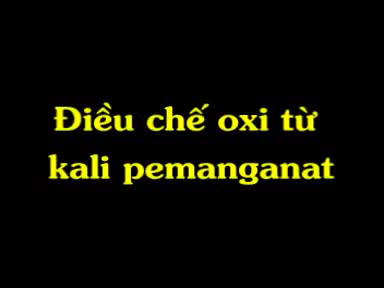 Điều chế oxi từ
kali pemanganat